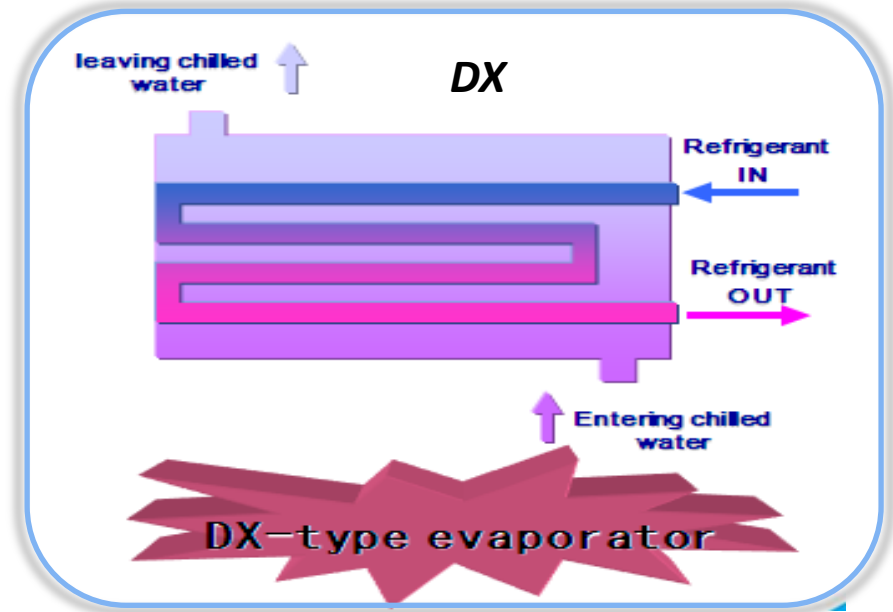 leaving chilled
water
DX
Refrigerant
IN
Refrigerant
OUT
Entering chilled
water
DX-type evaporator